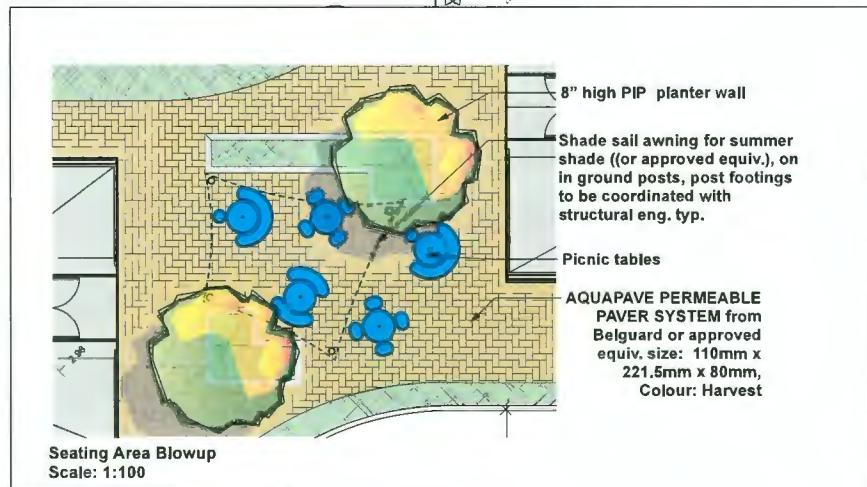 8" high PIP planter wall
Shade sail awning for summer
shade ((or approved equiv.), on
in ground posts, post footings
to be coordinated with
structural eng. typ.
Picnic tables
AQUAPAVE PERMEABLE
PAVER SYSTEM from
Belguard or approved
equiv. size: 110mm x
221.5mm x 80mm,
Colour: Harvest
2.98
Seating Area Blowup
Scale: 1:100